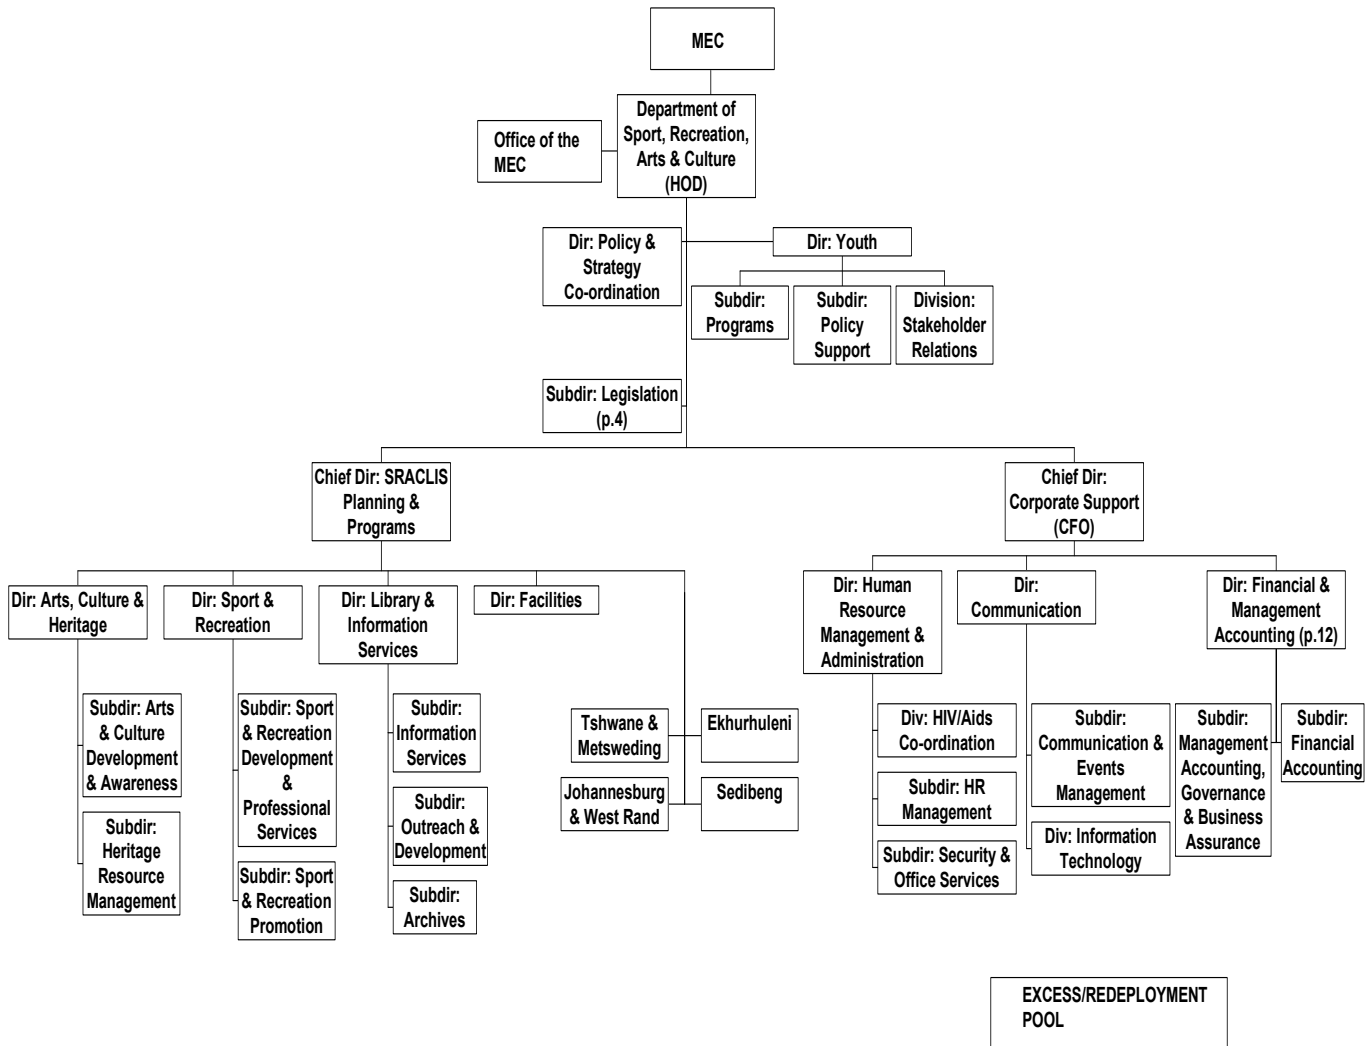 MEC
Department of
Sport, Recreation,
Arts & Culture
(HOD)
Office of the
MEC
Dir: Policy &
Strategy
Co-ordination
Dir: Youth
Subdir:
Programs
Subdir:
Policy
Support
Division:
Stakeholder
Relations
Subdir: Legislation
(p.4)
Chief Dir: SRACLIS
Planning &
Programs
Chief Dir:
Corporate Support
(CFO)
Dir: Arts, Culture &
Heritage
Dir: Sport &
Recreation
Dir: Library &
Information
Services
Dir: Facilities
Dir: Human
Resource
Management &
Administration
Dir:
Communication
Dir: Financial &
Management
Accounting (p.12)
Subdir: Arts
& Culture
Development
& Awareness
Subdir:
Heritage
Resource
Management
Subdir: Sport
& Recreation
Development
&
Professional
Services
Subdir: Sport
& Recreation
Promotion
Subdir:
Information
Services
Subdir:
Outreach &
Development
Subdir:
Archives
Tshwane &
Metsweding
Ekhurhuleni
Johannesburg
& West Rand
Sedibeng
Div: HIV/Aids
Co-ordination
Subdir: HR
Management
Subdir: Security &
Office Services
Subdir:
Communication &
Events
Management
Div: Information
Technology
Subdir:
Management
Accounting,
Governance
& Business
Assurance
Subdir:
Financial
Accounting
EXCESS/REDEPLOYMENT
POOL